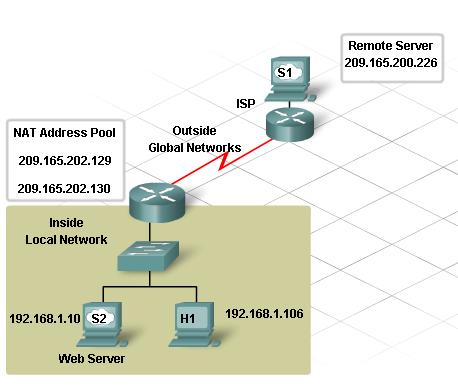 Remote Server
209.165.200.226
S1
ISP
NAT Address Pool
209.165.202.129
209.165.202.130
Outside
Global Networks
Inside
Local Network
192.168.1.10
S2
H1
192.168.1.106
Web Server